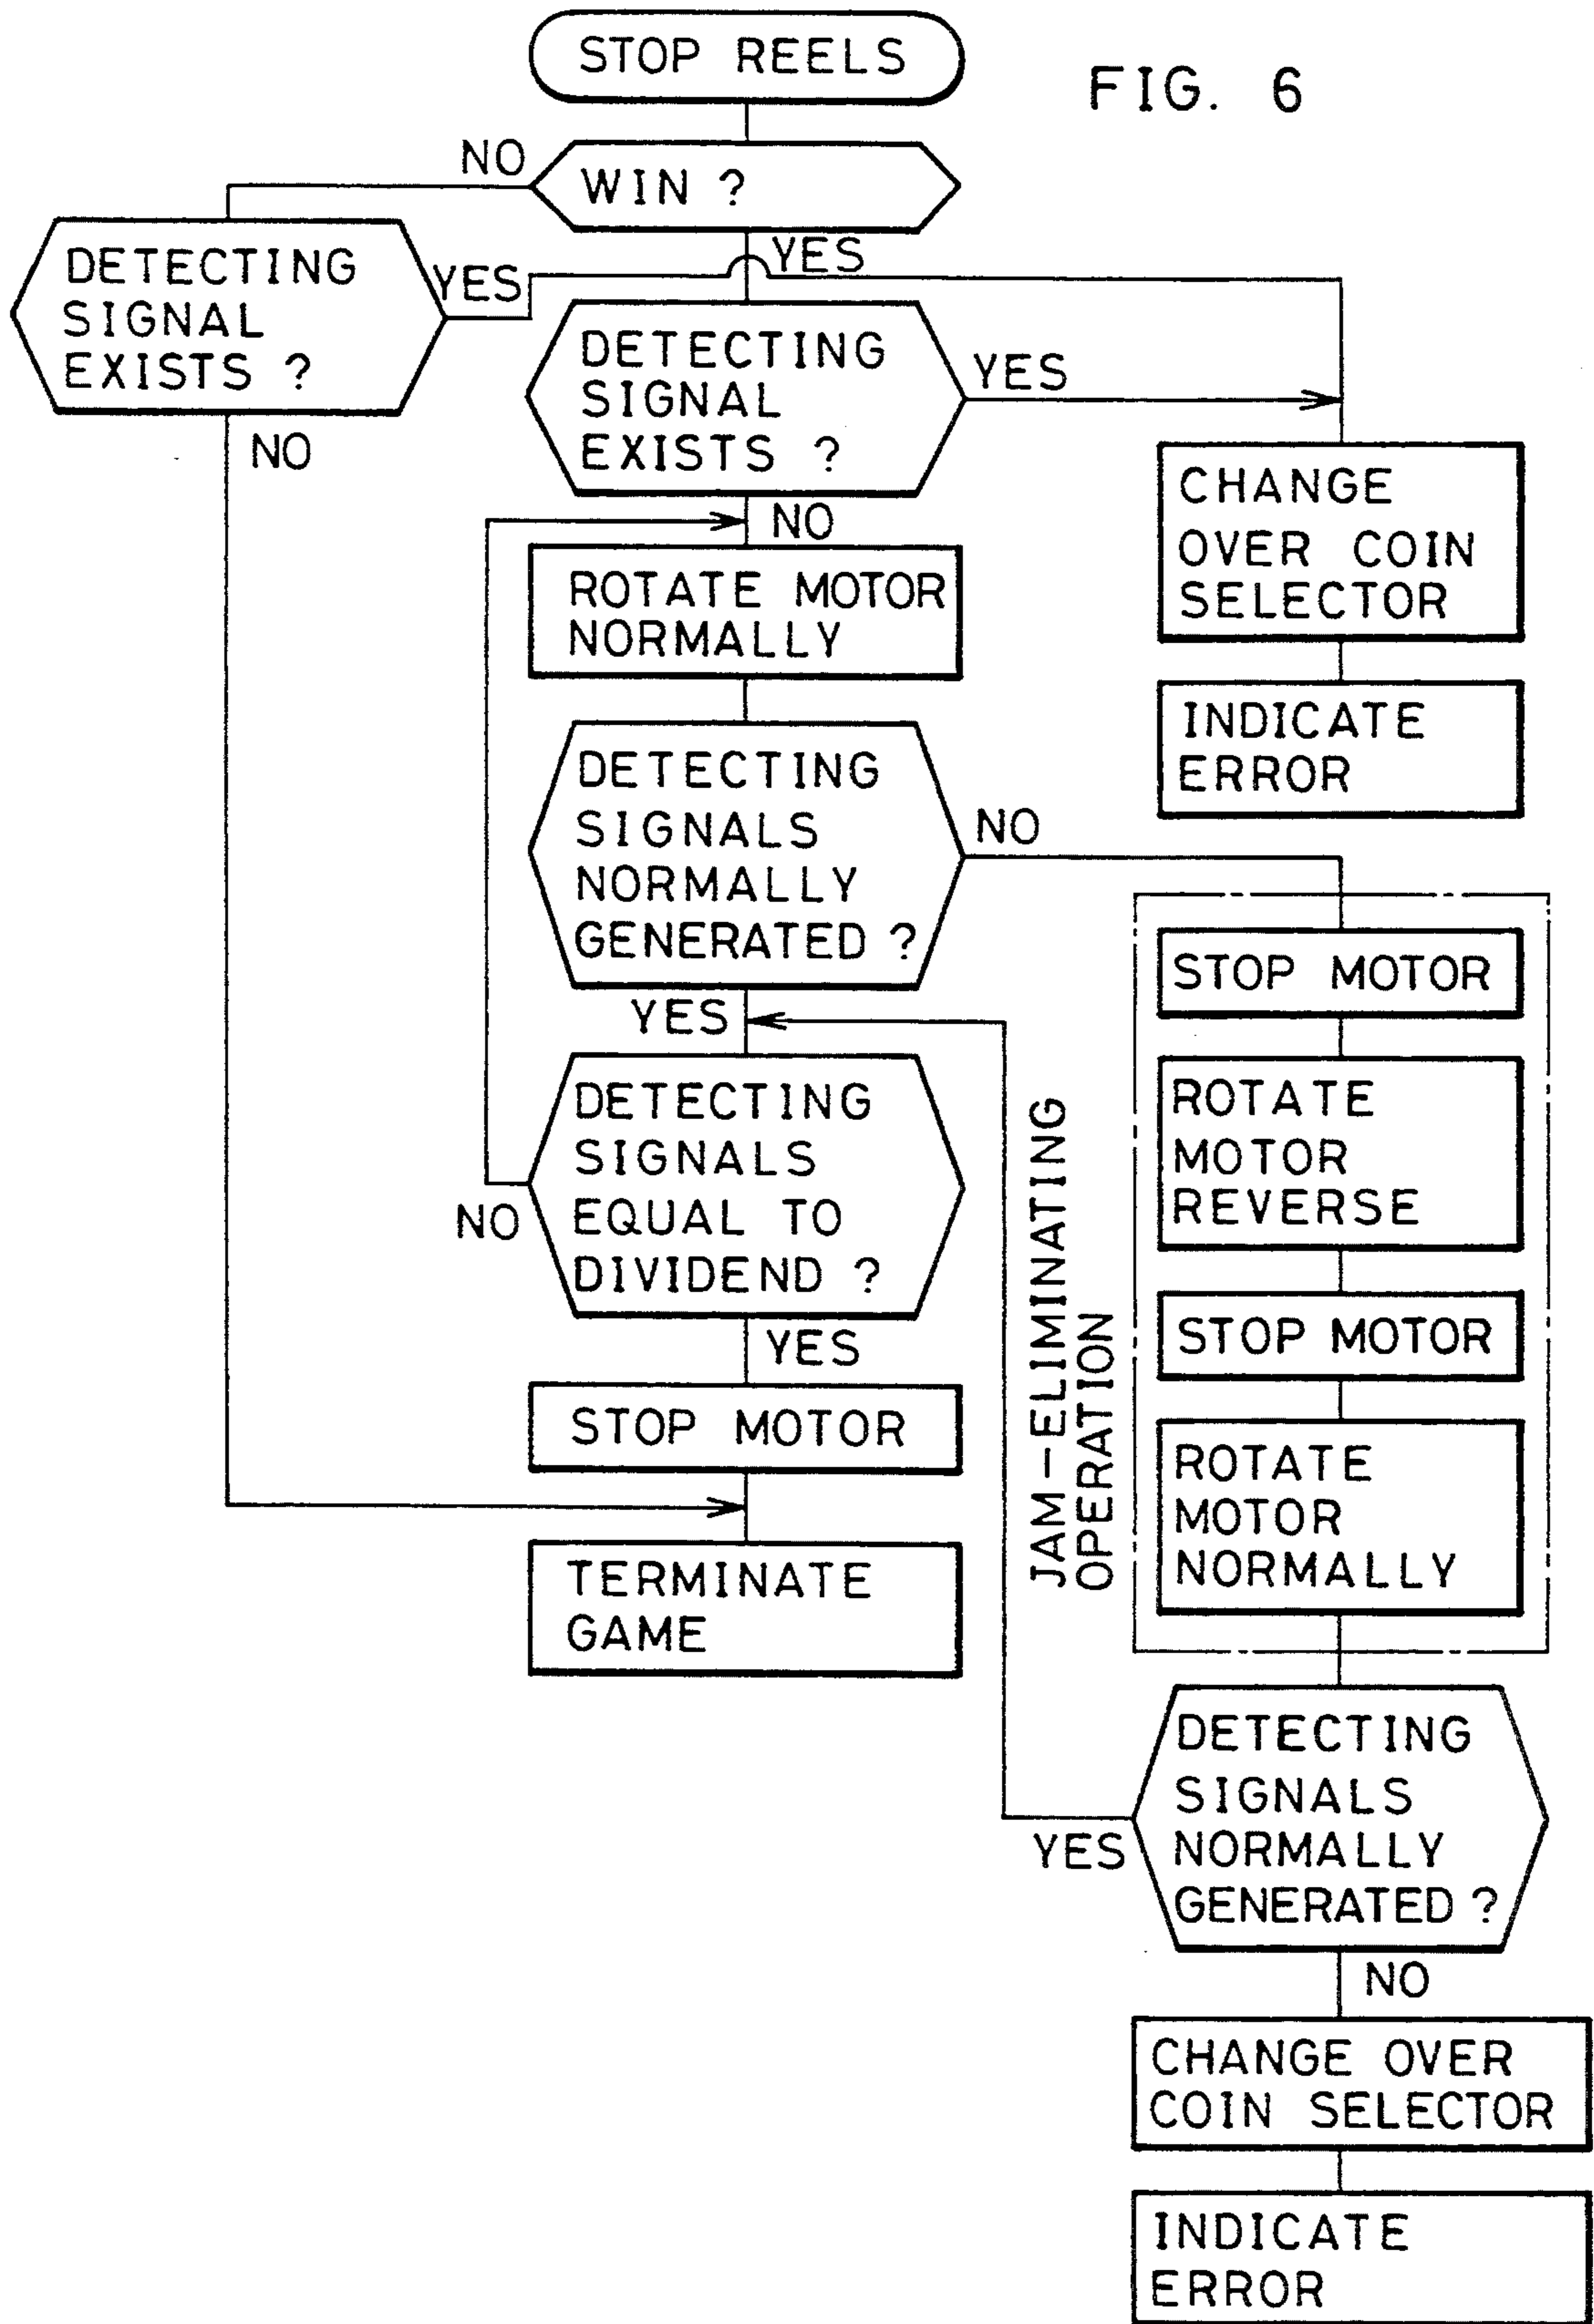 STOP REELS
FIG. 6
NO
WIN ?
YES
DETECTING
SIGNAL
EXISTS ?
YES
NO
DETECTING
SIGNAL
EXISTS ?
YES
NO
CHANGE
OVER COIN
SELECTOR
INDICATE
ERROR
ROTATE MOTOR
NORMALLY
DETECTING
SIGNALS
NORMALLY
GENERATED ?
NO
YES
DETECTING
SIGNALS
EQUAL TO
DIVIDEND ?
NO
YES
STOP MOTOR
TERMINATE
GAME
JAM-ELIMINATING
OPERATION
STOP MOTOR
ROTATE
MOTOR
REVERSE
STOP MOTOR
ROTATE
MOTOR
NORMALLY
DETECTING
SIGNALS
NORMALLY
GENERATED ?
YES
NO
CHANGE OVER
COIN SELECTOR
INDICATE
ERROR